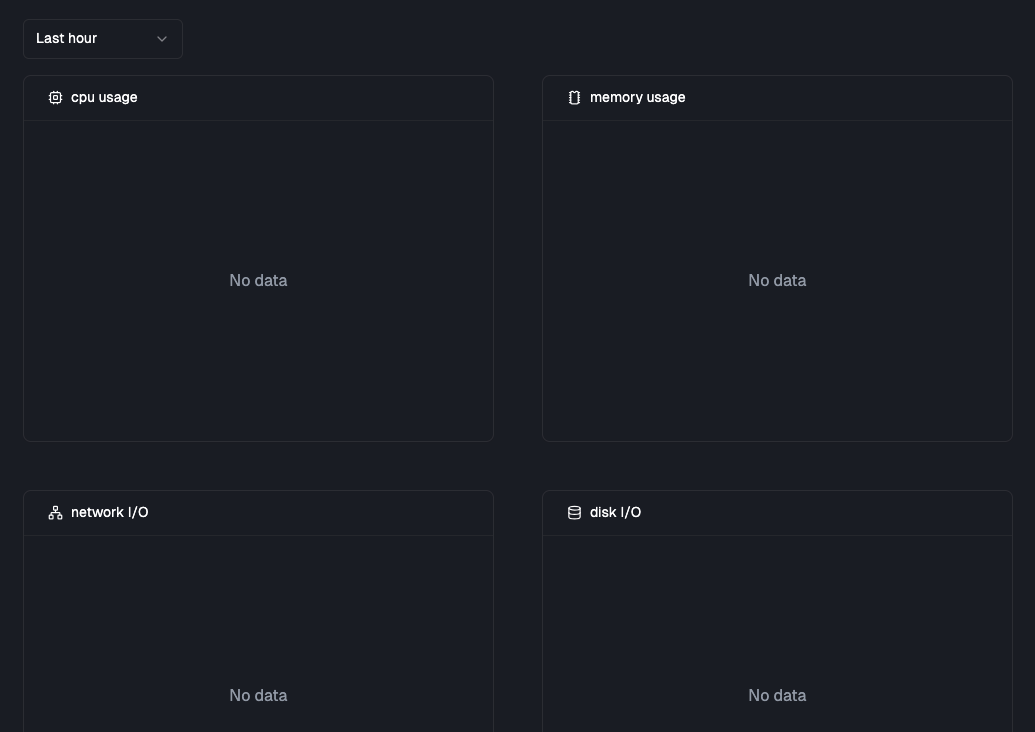 Last hour
cpu usage
memory usage
No data
No data
network I/O
disk I/O
No data
No data